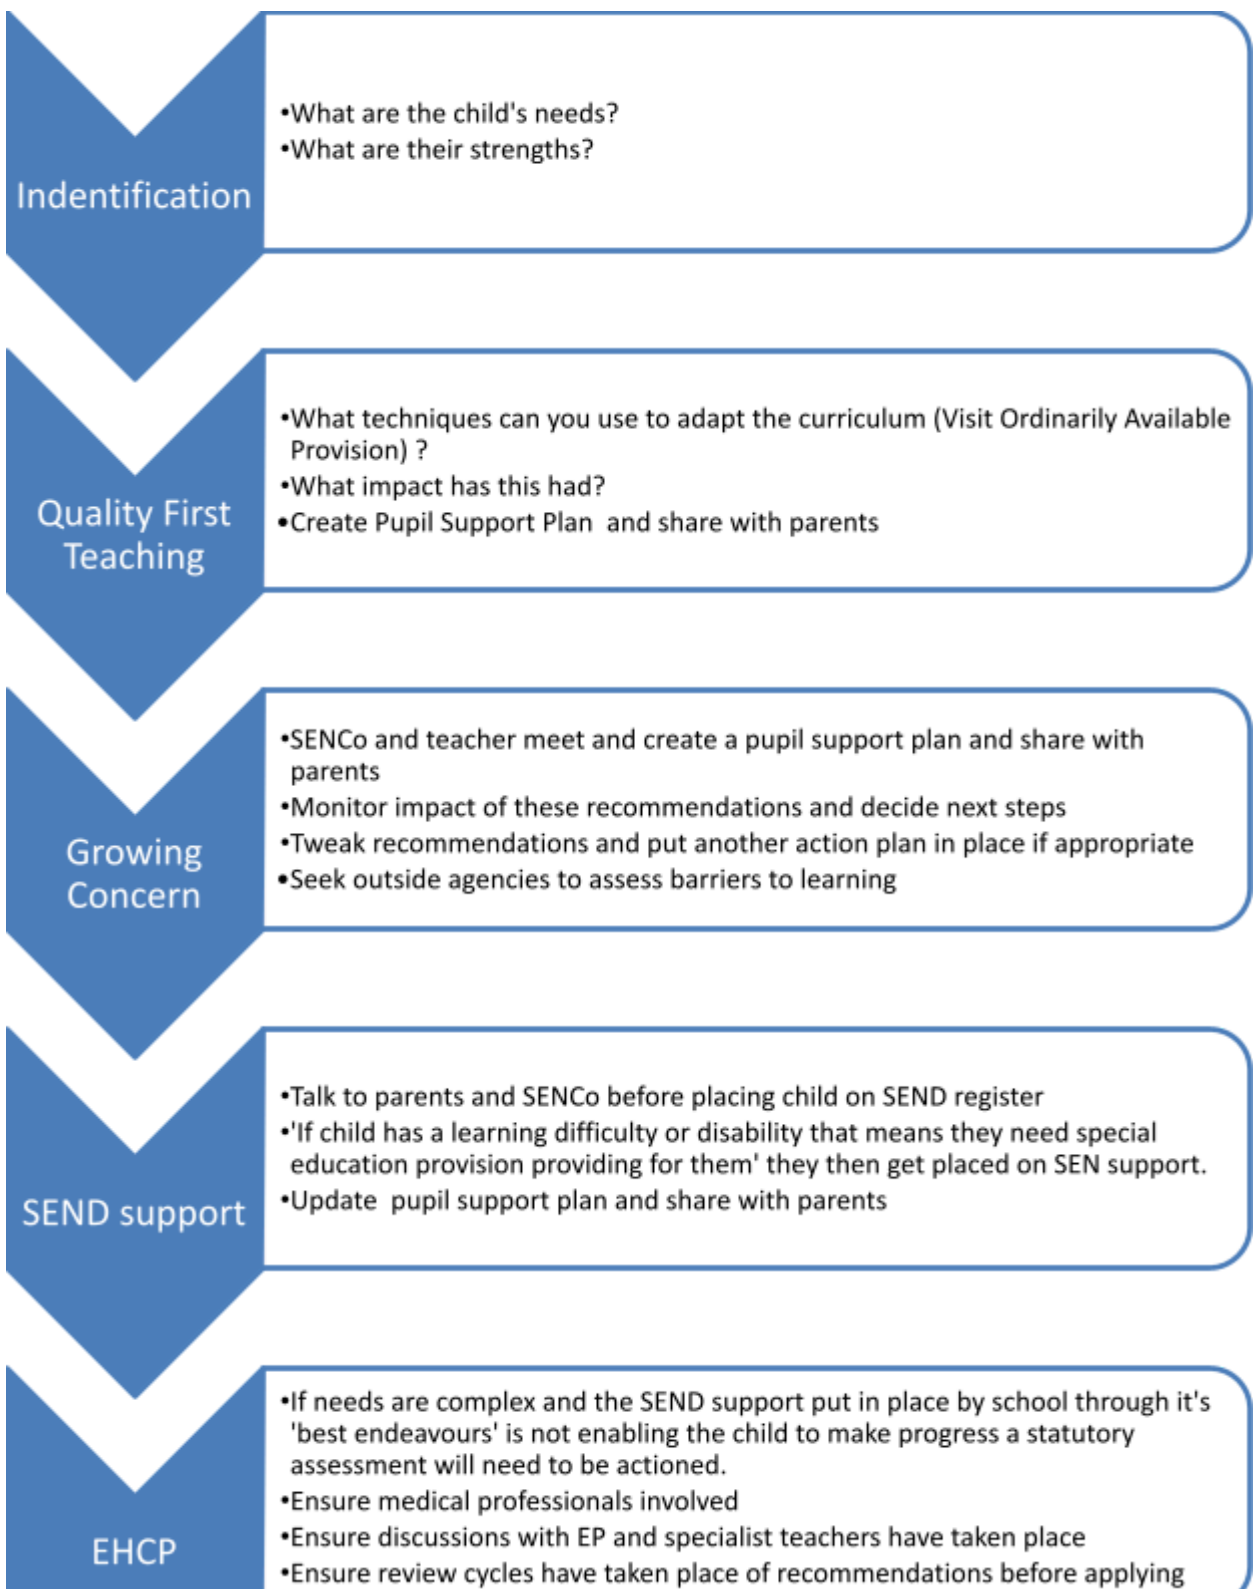 Indentification
•What are the child's needs?
•What are their strengths?
Quality First
Teaching
•What techniques can you use to adapt the curriculum (Visit Ordinarily Available
Provision) ?
•What impact has this had?
•Create Pupil Support Plan  and share with parents
Growing
Concern
•SENCo and teacher meet and create a pupil support plan and share with
parents
•Monitor impact of these recommendations and decide next steps
•Tweak recommendations and put another action plan in place if appropriate
•Seek outside agencies to assess barriers to learning
SEND support
•Talk to parents and SENCo before placing child on SEND register
•'If child has a learning difficulty or disability that means they need special
education provision providing for them' they then get placed on SEN support.
•Update  pupil support plan and share with parents
EHCP
•If needs are complex and the SEND support put in place by school through it's
'best endeavours' is not enabling the child to make progress a statutory
assessment will need to be actioned.
•Ensure medical professionals involved
•Ensure discussions with EP and specialist teachers have taken place
•Ensure review cycles have taken place of recommendations before applying